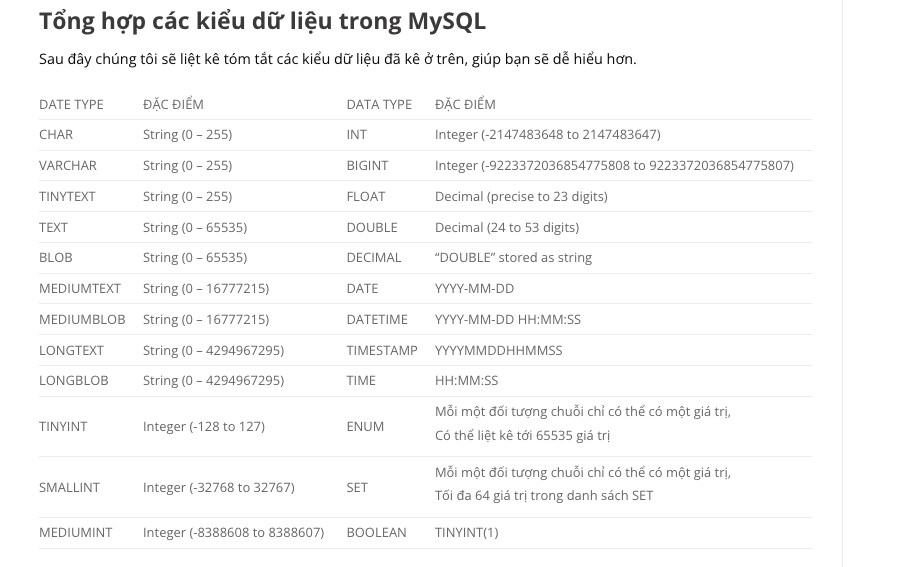 Tổng hợp các kiểu dữ liệu trong MySQL
Sau đây chúng tôi sẽ liệt kê tóm tắt các kiểu dữ liệu đã kê ở trên, giúp bạn sẽ dễ hiểu hơn.
DATE TYPE ĐẶC ĐIỂM DATA TYPE ĐẶC ĐIỂM
CHAR String (0 – 255) INT Integer (-2147483648 to 2147483647)
VARCHAR String (0 – 255) BIGINT Integer (-9223372036854775808 to 9223372036854775807)
TINYTEXT String (0 – 255) FLOAT Decimal (precise to 23 digits)
TEXT String (0 – 65535) DOUBLE Decimal (24 to 53 digits)
BLOB String (0 – 65535) DECIMAL “DOUBLE” stored as string
MEDIUMTEXT String (0 – 16777215) DATE YYYY-MM-DD
MEDIUMBLOB String (0 – 16777215) DATETIME YYYY-MM-DD HH:MM:SS
LONGTEXT String (0 – 4294967295) TIMESTAMP YYYYMMDDHHMMSS
LONGBLOB String (0 – 4294967295) TIME HH:MM:SS
TINYINT Integer (-128 to 127) ENUM Mỗi một đối tượng chuỗi chỉ có thể có một giá trị,
Có thể liệt kê tới 65535 giá trị
SMALLINT Integer (-32768 to 32767) SET Mỗi một đối tượng chuỗi chỉ có thể có một giá trị,
Tối đa 64 giá trị trong danh sách SET
MEDIUMINT Integer (-8388608 to 8388607) BOOLEAN TINYINT(1)